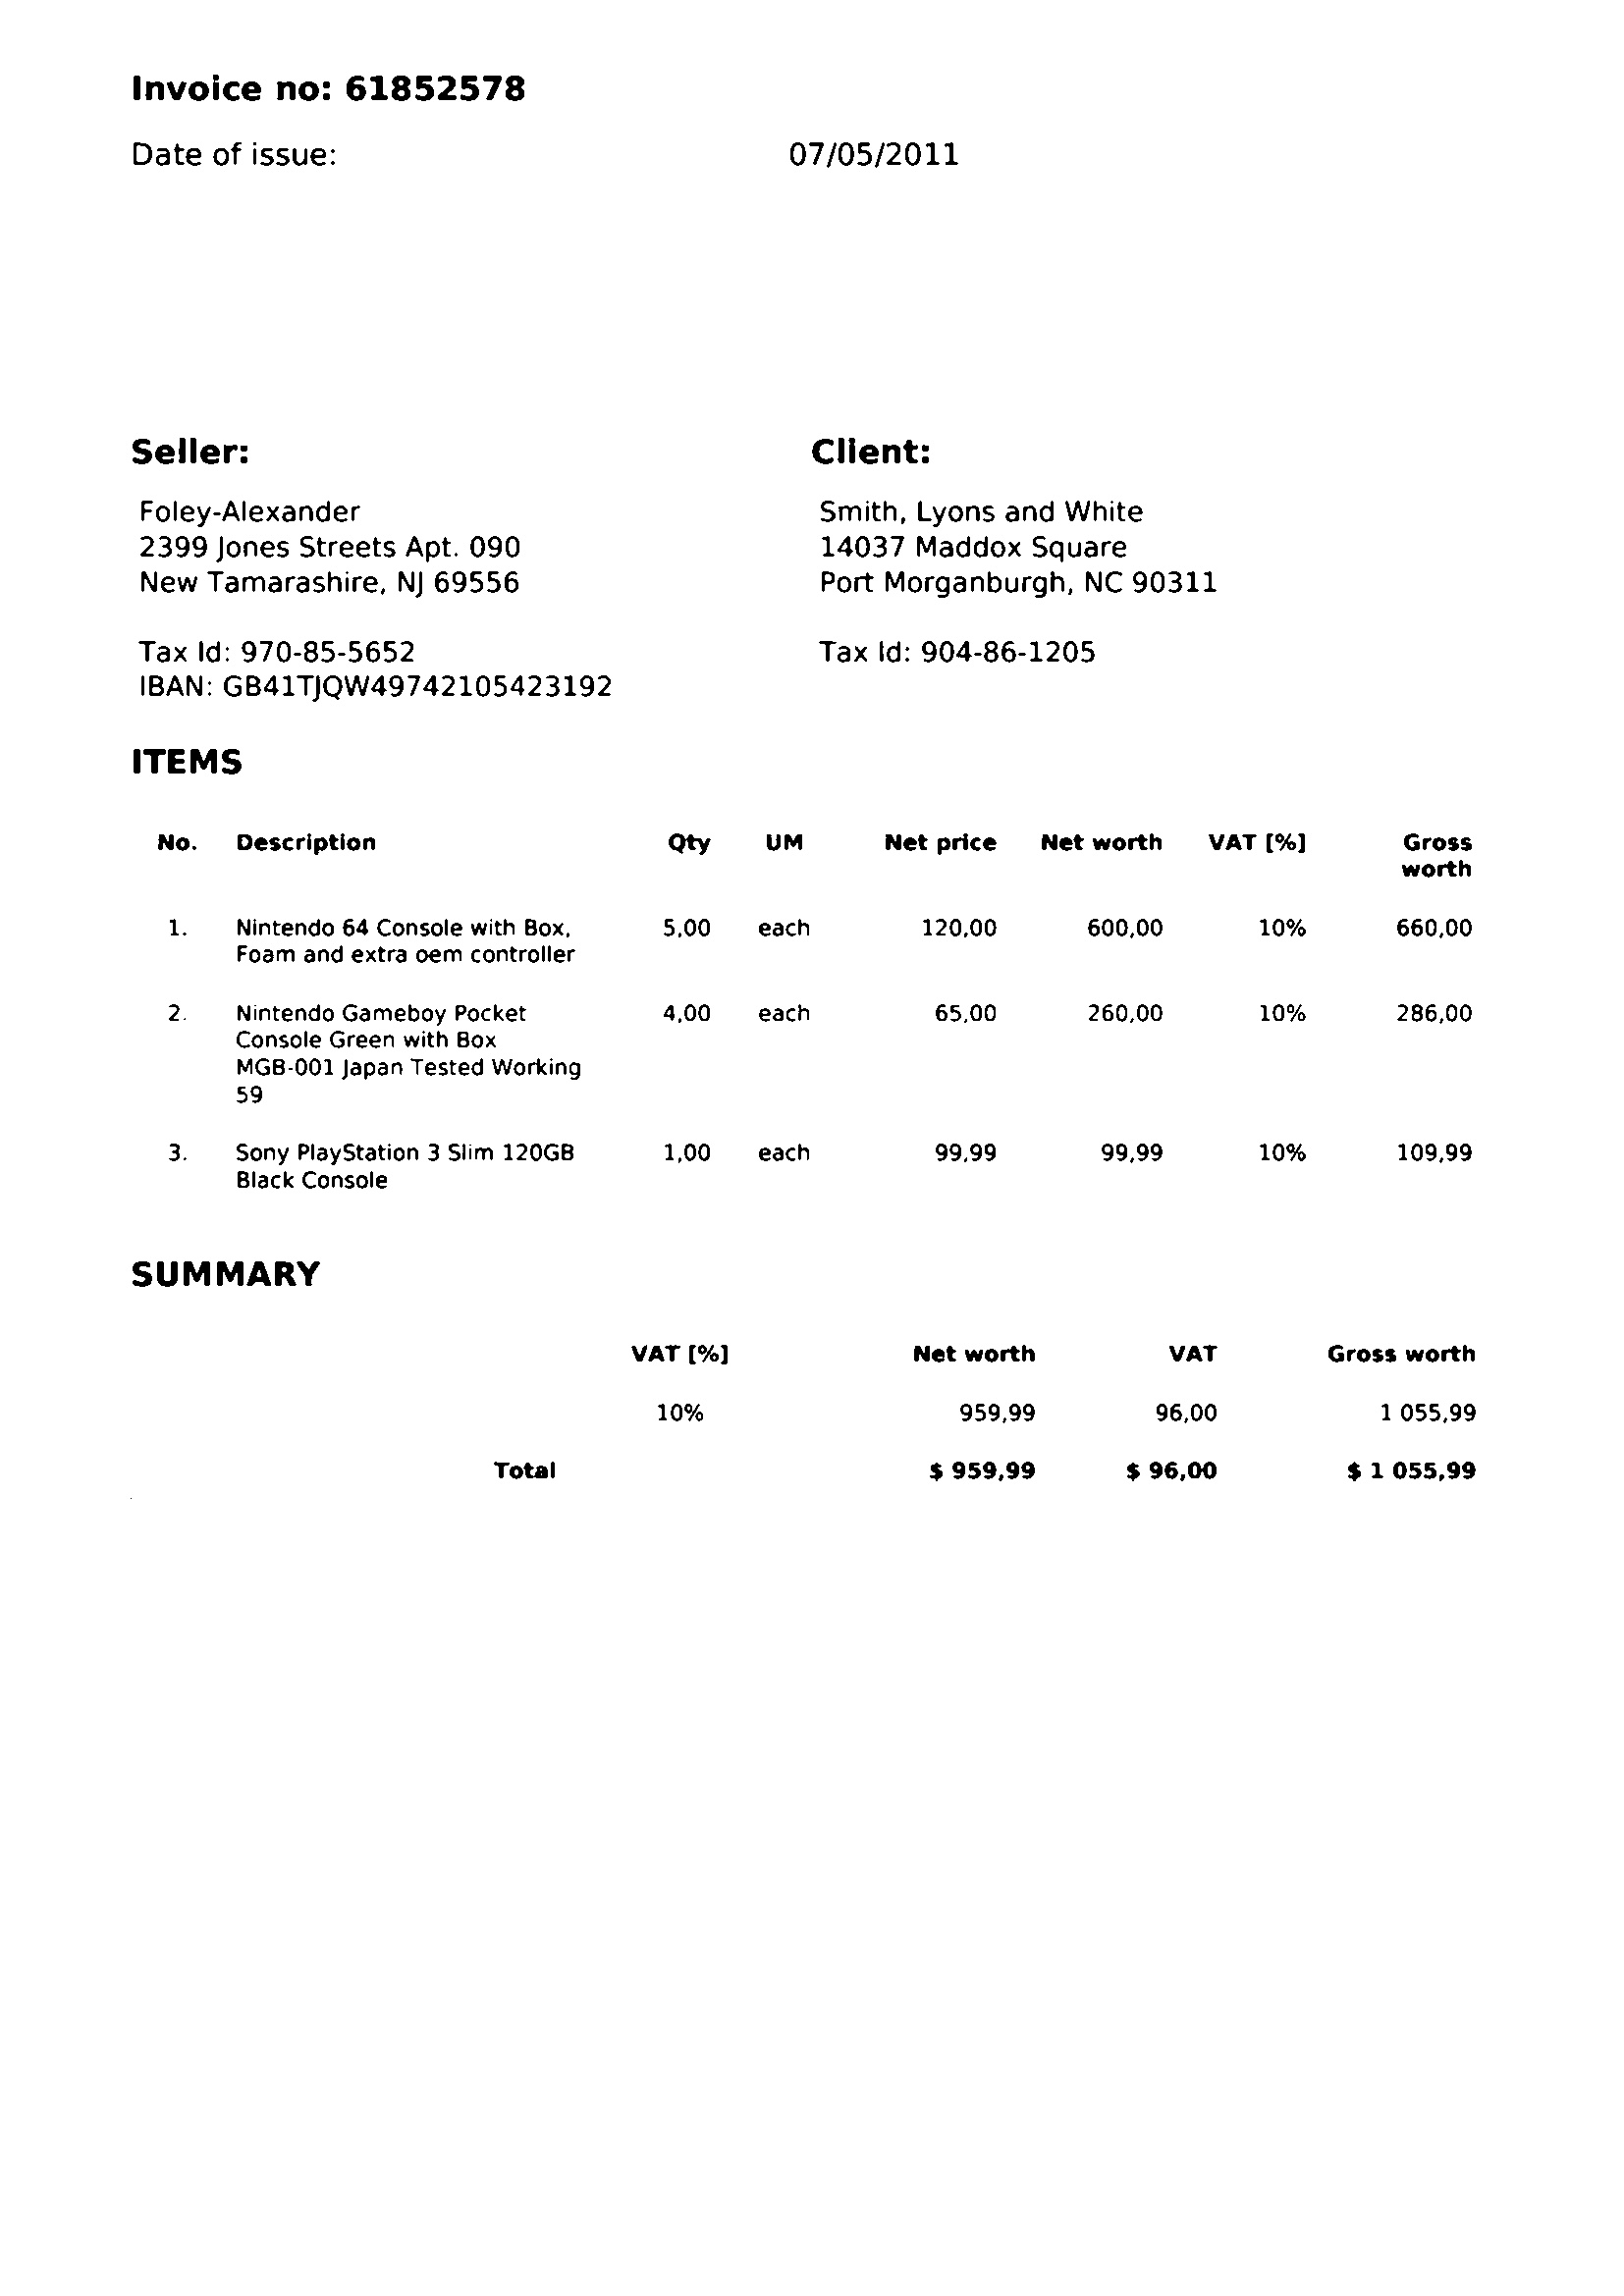 Invoice no: 61852578
Date of issue: 07/05/2011
Seller: Client:
Foley-Alexander Smith, Lyons and White
2399 Jones Streets Apt. 090 14037 Maddox Square
New Tamarashire, NJ 69556 Port Morganburgh, NC 90311
Tax Id: 970-85-5652 Tax Id: 904-86-1205
IBAN: GB41TJQW49742105423192
ITEMS
No. Description Qty UM Net price Net worth VAT [%] Gross
worth
1. Nintendo 64 Console with Box, 5,00 each 120,00 600,00 10% 660,00
Foam and extra oem controller
2. Nintendo Gameboy Pocket 4,00 each 65,00 260,00 10% 286,00
Console Green with Box
MGB-001 Japan Tested Working
59
3. Sony PlayStation 3 Slim 120GB 1,00 each 99,99 99,99 10% 109,99
Black Console
SUMMARY
VAT [%] Net worth VAT Gross worth
10% 959,99 96,00 1 055,99
Total $ 959,99 $ 96,00 $ 1 055,99